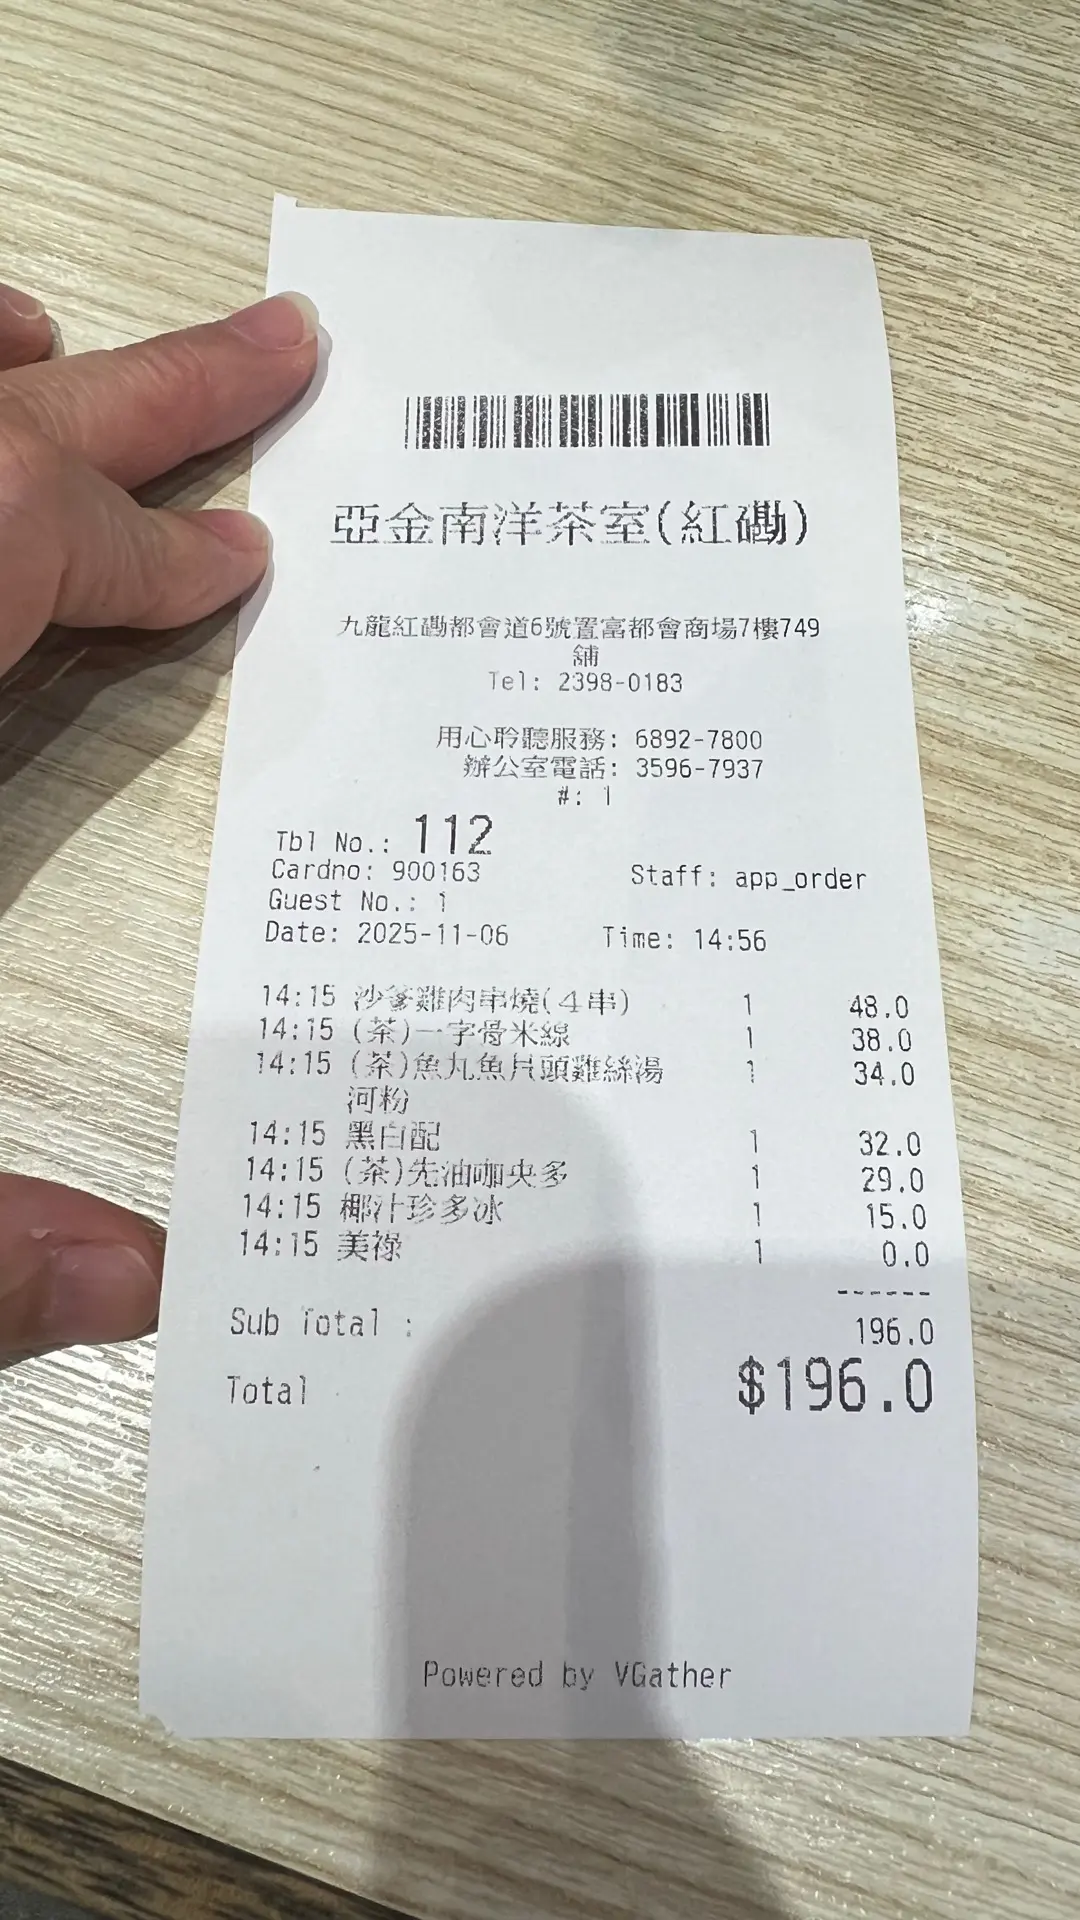 亞金南洋茶室(紅磡)
九龍紅磡都會道6號置富都會商場7樓749
舖
Tel: 2398-0183
用心聆聽服務: 6892-7800
辦公室電話: 3596-7937
#: 1
Tbl No.: 112
Cardno: 900163 Staff: app_order
Guest No.: 1
Date: 2025-11-06 Time: 14:56
14:15 沙爹雞肉串燒(4串) 1 48.0
14:15 (茶)一字骨米線 1 38.0
14:15 (茶)魚丸魚片頭雞絲湯 1 34.0
河粉
14:15 黑白配 1 32.0
14:15 (茶)先油咖央多 1 29.0
14:15 椰汁珍多冰 1 15.0
14:15 美祿 1 0.0
------
Sub Total : 196.0
Total $196.0
Powered by VGather